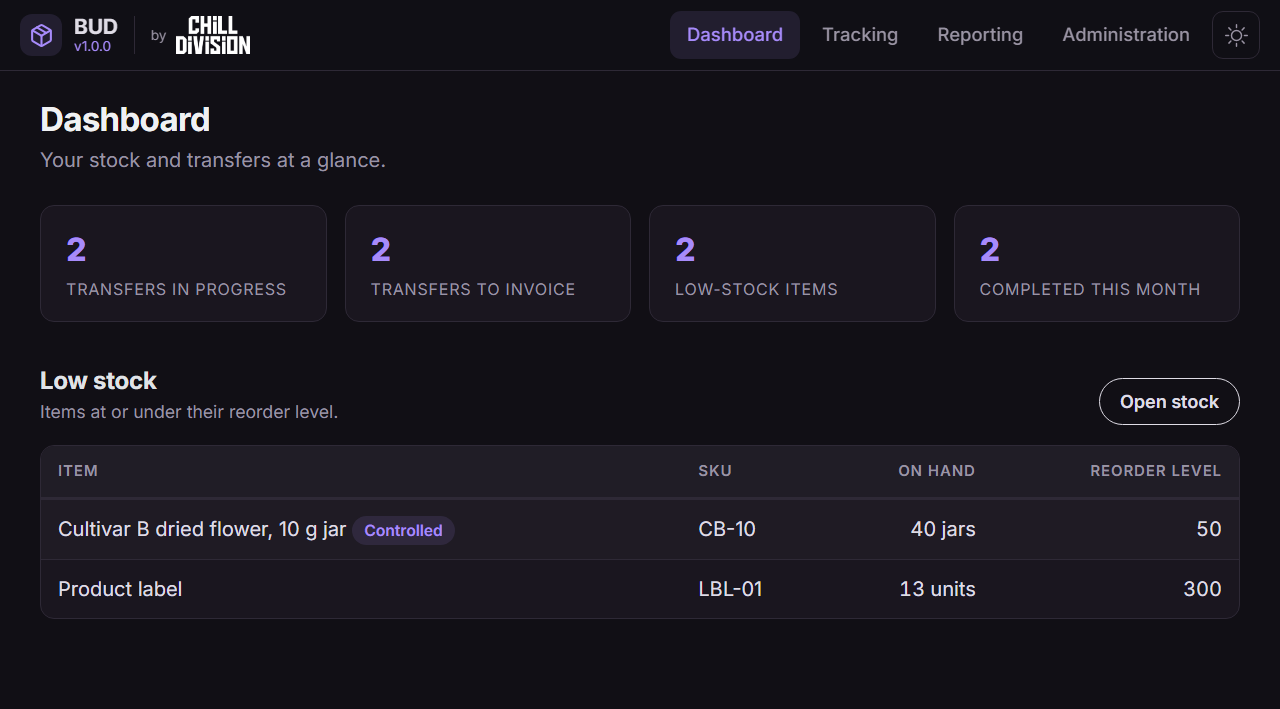 BUD
v1.0.0
by
CHILL
DIVISION
Dashboard
Tracking
Reporting
Administration
Dashboard
Your stock and transfers at a glance.
2
TRANSFERS IN PROGRESS
2
TRANSFERS TO INVOICE
2
LOW-STOCK ITEMS
2
COMPLETED THIS MONTH
Low stock
Items at or under their reorder level.
Open stock
ITEM SKU ON HAND REORDER LEVEL
Cultivar B dried flower, 10 g jar Controlled CB-10 40 jars 50
Product label LBL-01 13 units 300